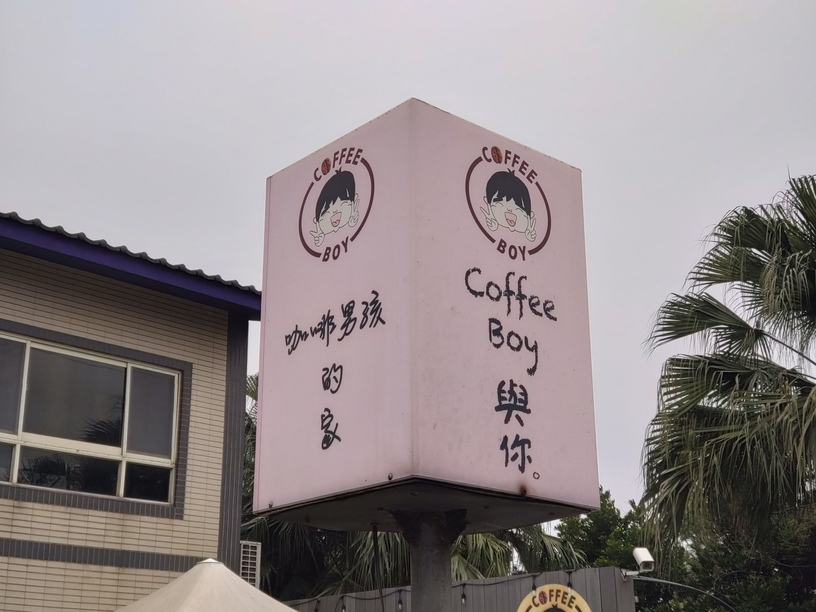 COFFEE
BOY
咖啡男孩
的
家
COFFEE
BOY
Coffee
Boy
與
你。
COFFEE